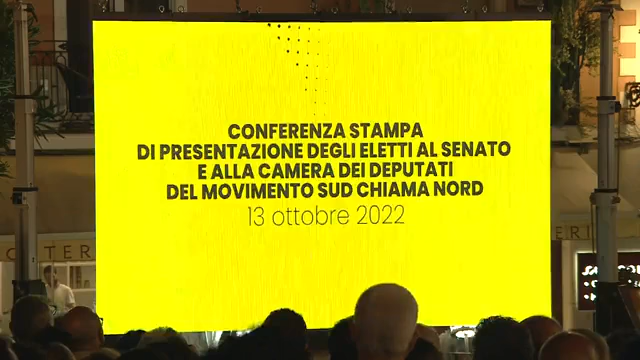 CONFERENZA STAMPA
DI PRESENTAZIONE DEGLI ELETTI AL SENATO
E ALLA CAMERA DEI DEPUTATI
DEL MOVIMENTO SUD CHIAMA NORD
13 ottobre 2022